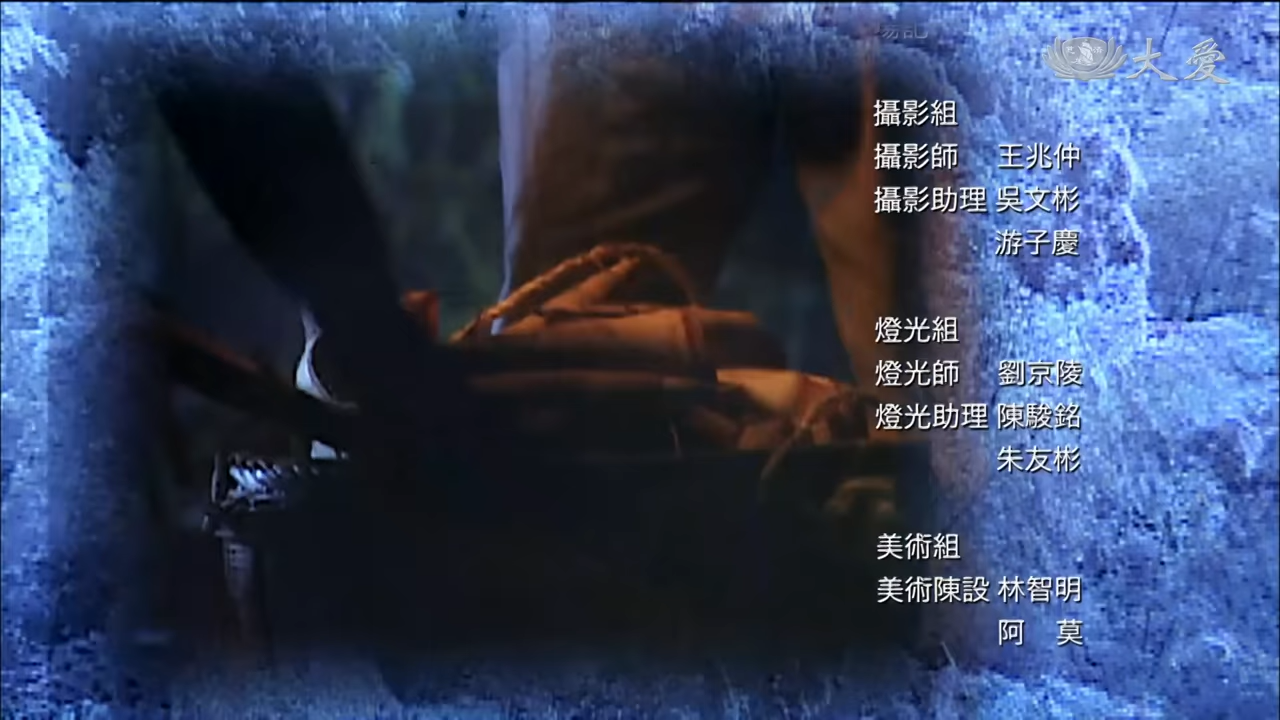 場記
大愛
攝影組
攝影師 王兆仲
攝影助理 吳文彬
游子慶
燈光組
燈光師 劉京陵
燈光助理 陳駿銘
朱友彬
美術組
美術陳設 林智明
阿 莫